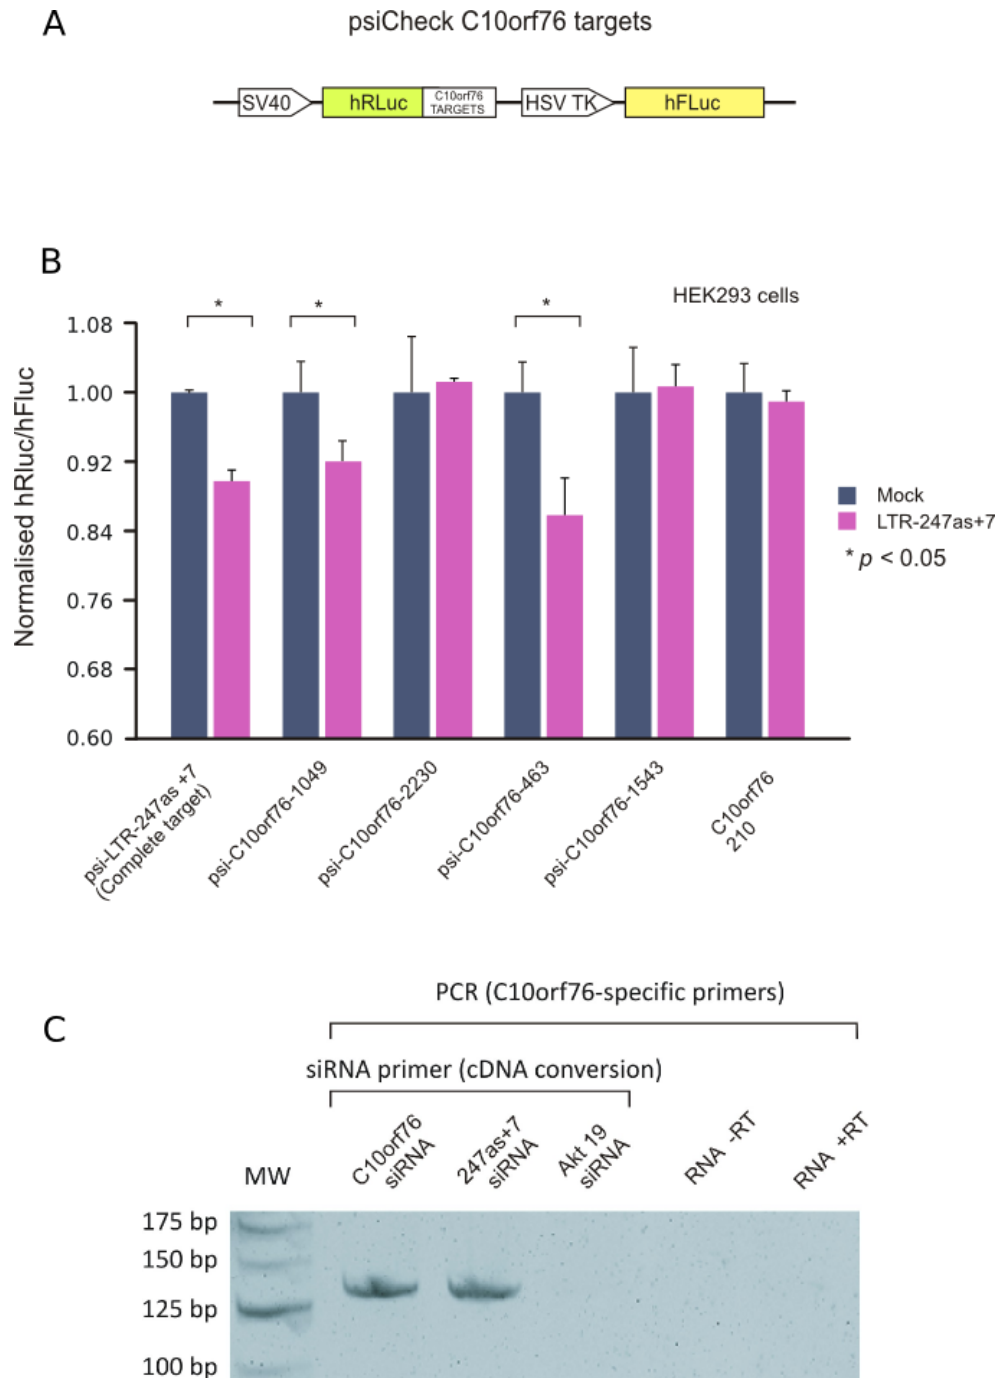 A
psiCheck C10orf76 targets
SV40
hRLuc
C10orf76
TARGETS
HSV TK
hFLuc
B
HEK293 cells
*
*
*
Normalised hRluc/hFluc
1.08
1.00
0.92
0.84
0.76
0.68
0.60
Mock
LTR-247as+7
* p < 0.05
psi-LTR-247as +7
(Complete target)
psi-C10orf76-1049
psi-C10orf76-2230
psi-C10orf76-463
psi-C10orf76-1543
C10orf76
210
PCR (C10orf76-specific primers)
C
siRNA primer (cDNA conversion)
MW
C10orf76
siRNA
247as+7
siRNA
Akt 19
siRNA
RNA -RT
RNA +RT
175 bp
150 bp
125 bp
100 bp